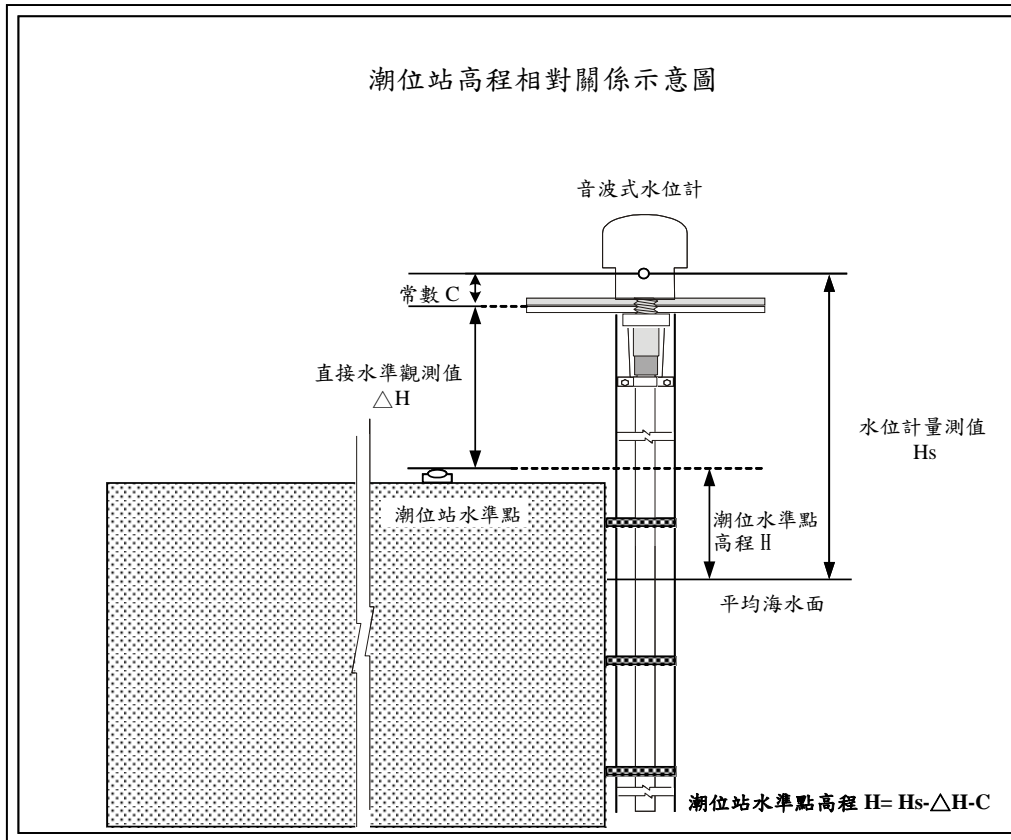 潮位站高程相對關係示意圖
音波式水位計
常數 C
直接水準觀測值
△H
水位計量測值
Hs
潮位站水準點
潮位水準點
高程 H
平均海水面
潮位站水準點高程 H= Hs-△H-C